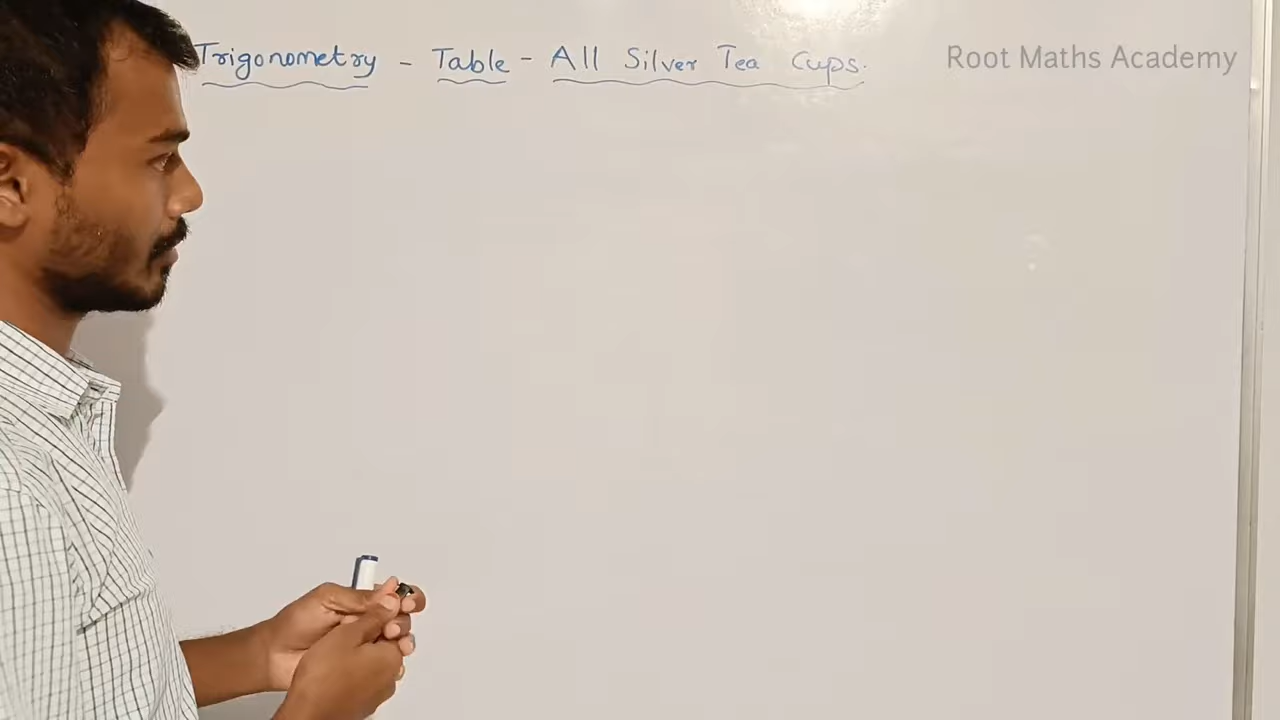 Trigonometry - Table - All Silver Tea Cups.
Root Maths Academy